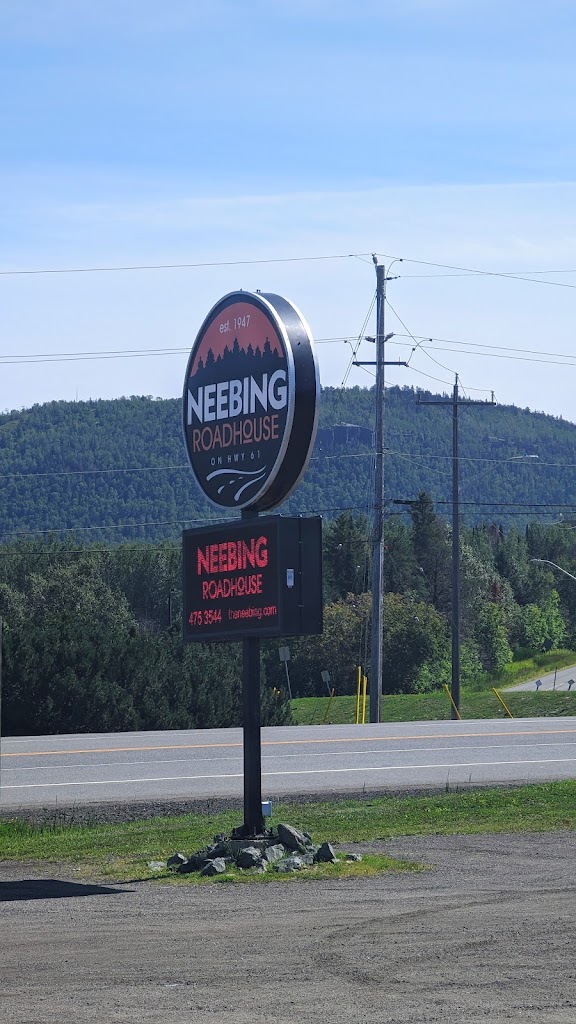 est. 1947
NEEBING
ROADHOUSE
ON HWY 61
NEEBING
ROADHOUSE
475 3544 theneebing.com